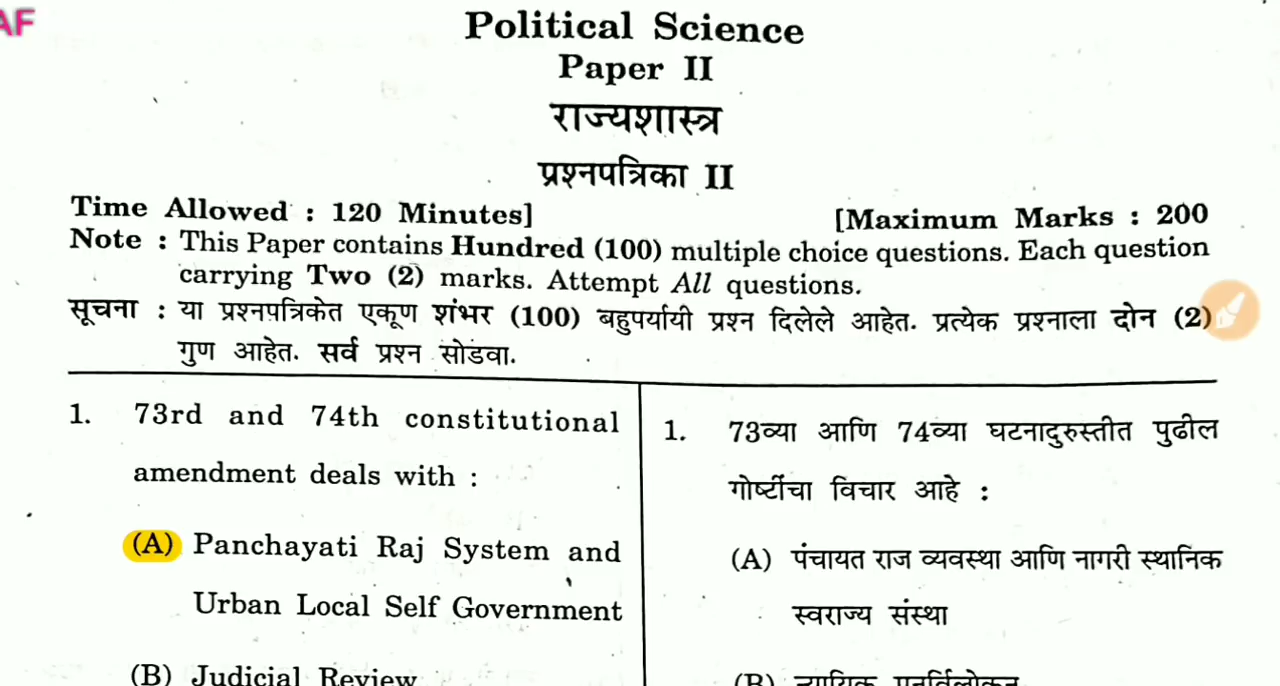 AF
Political Science
Paper II
राज्यशास्त्र
प्रश्नपत्रिका II
Time Allowed : 120 Minutes]
[Maximum Marks : 200
Note : This Paper contains Hundred (100) multiple choice questions. Each question
carrying Two (2) marks. Attempt All questions.
सूचना : या प्रश्नपत्रिकेत एकूण शंभर (100) बहुपर्यायी प्रश्न दिलेले आहेत. प्रत्येक प्रश्नाला दोन (2)
गुण आहेत. सर्व प्रश्न सोडवा.
1. 73rd and 74th constitutional
amendment deals with :
(A) Panchayati Raj System and
Urban Local Self Government
(B) Judicial Review
1. 73व्या आणि 74व्या घटनादुरुस्तीत पुढील
गोष्टींचा विचार आहे :
(A) पंचायत राज व्यवस्था आणि नागरी स्थानिक
स्वराज्य संस्था
(B) न्यायिक पुनर्विलोकन